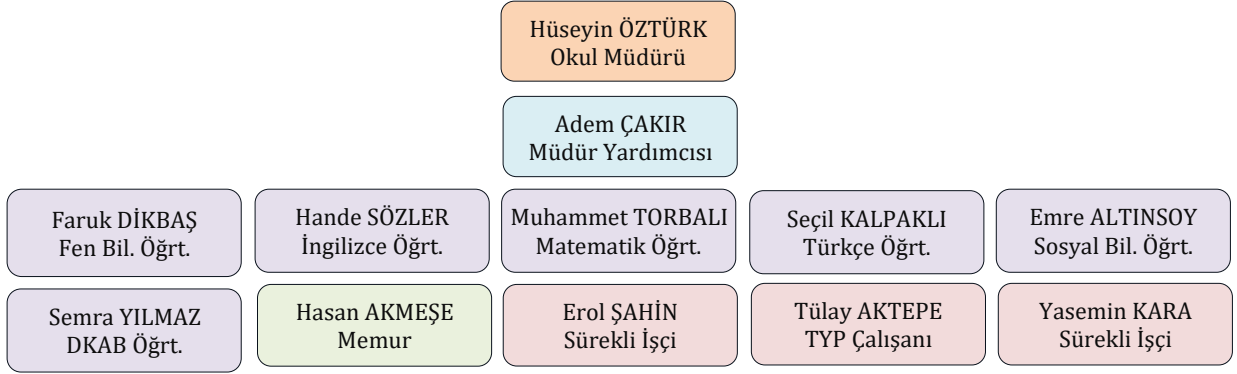 Hüseyin ÖZTÜRK
Okul Müdürü
Adem ÇAKIR
Müdür Yardımcısı
Faruk DİKBAŞ
Fen Bil. Öğrt.
Hande SÖZLER
İngilizce Öğrt.
Muhammet TORBALI
Matematik Öğrt.
Seçil KALPAKLI
Türkçe Öğrt.
Emre ALTINSOY
Sosyal Bil. Öğrt.
Semra YILMAZ
DKAB Öğrt.
Hasan AKMEŞE
Memur
Erol ŞAHİN
Sürekli İşçi
Tülay AKTEPE
TYP Çalışanı
Yasemin KARA
Sürekli İşçi